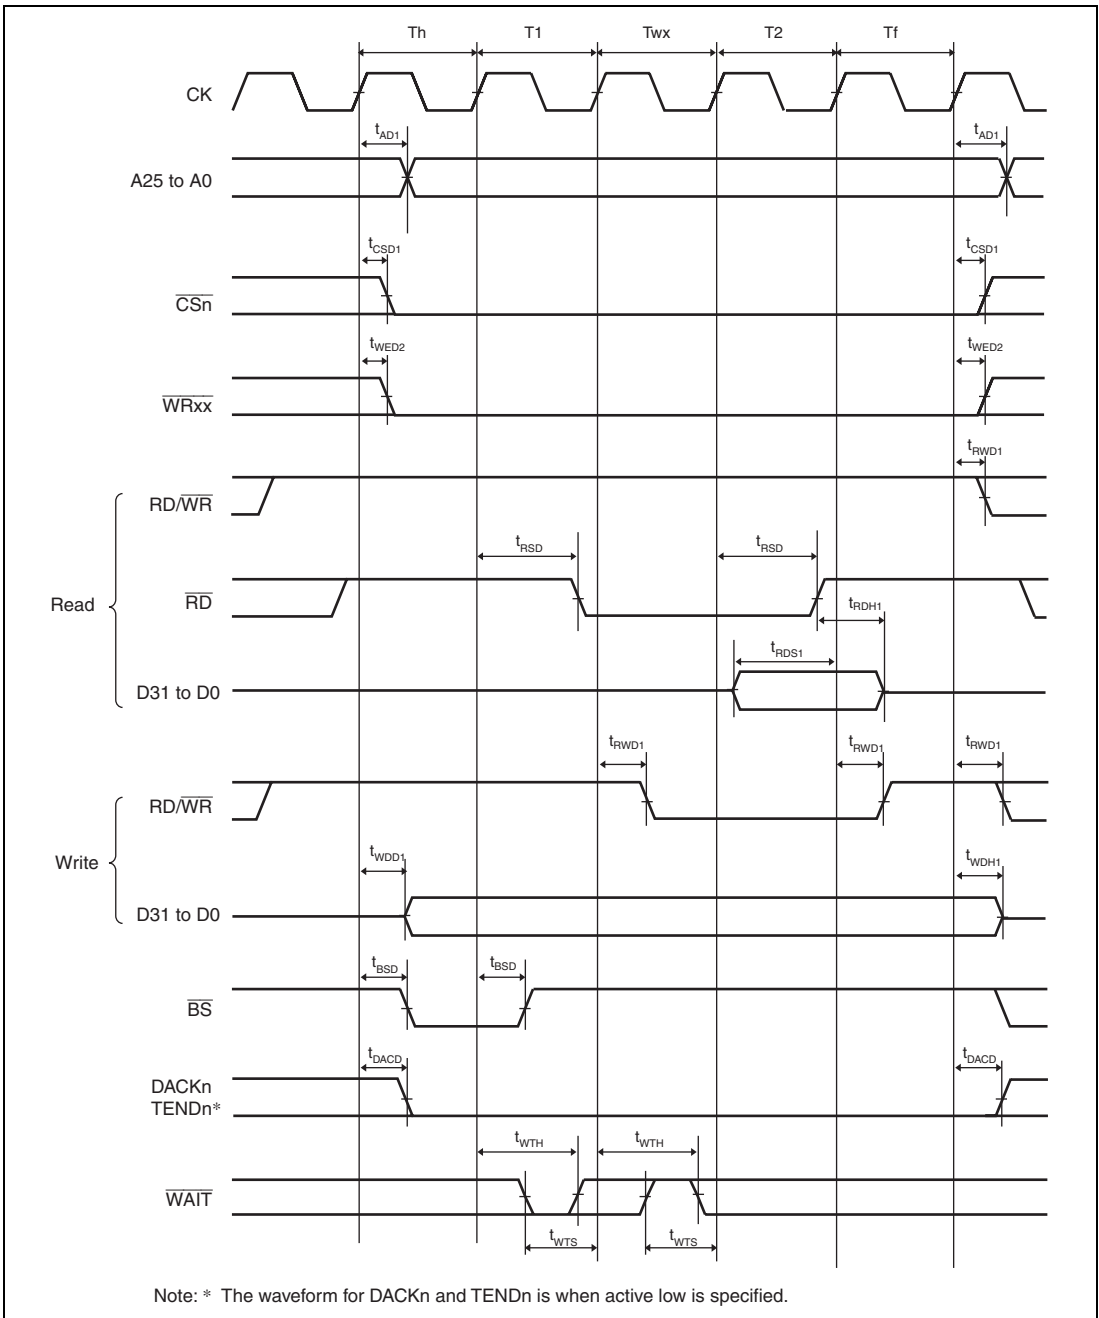 Th T1 Twx T2 Tf
CK
tAD1 tAD1
A25 to A0
tCSD1 tCSD1
CSn
tWED2 tWED2
WRxx
tRWD1
RD/WR
tRSD tRSD
Read
RD
tRDH1
tRDS1
D31 to D0
tRWD1 tRWD1 tRWD1
RD/WR
Write
tWDD1 tWDH1
D31 to D0
tBSD tBSD
BS
tDACD tDACD
DACKn
TENDn*
tWTH tWTH
WAIT
tWTS tWTS
Note: * The waveform for DACKn and TENDn is when active low is specified.